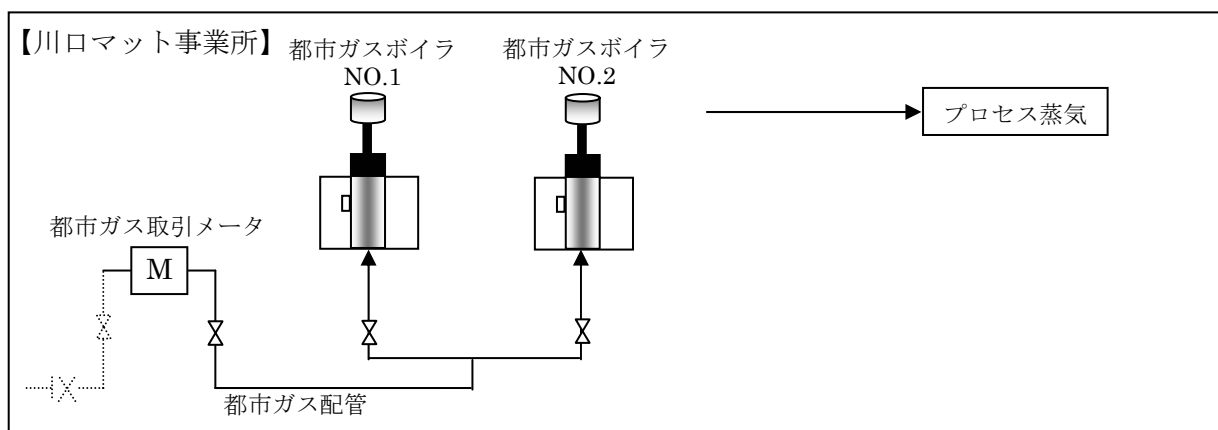 【川口マット事業所】
都市ガスボイラ
NO.1
都市ガスボイラ
NO.2
プロセス蒸気
都市ガス取引メータ
M
都市ガス配管